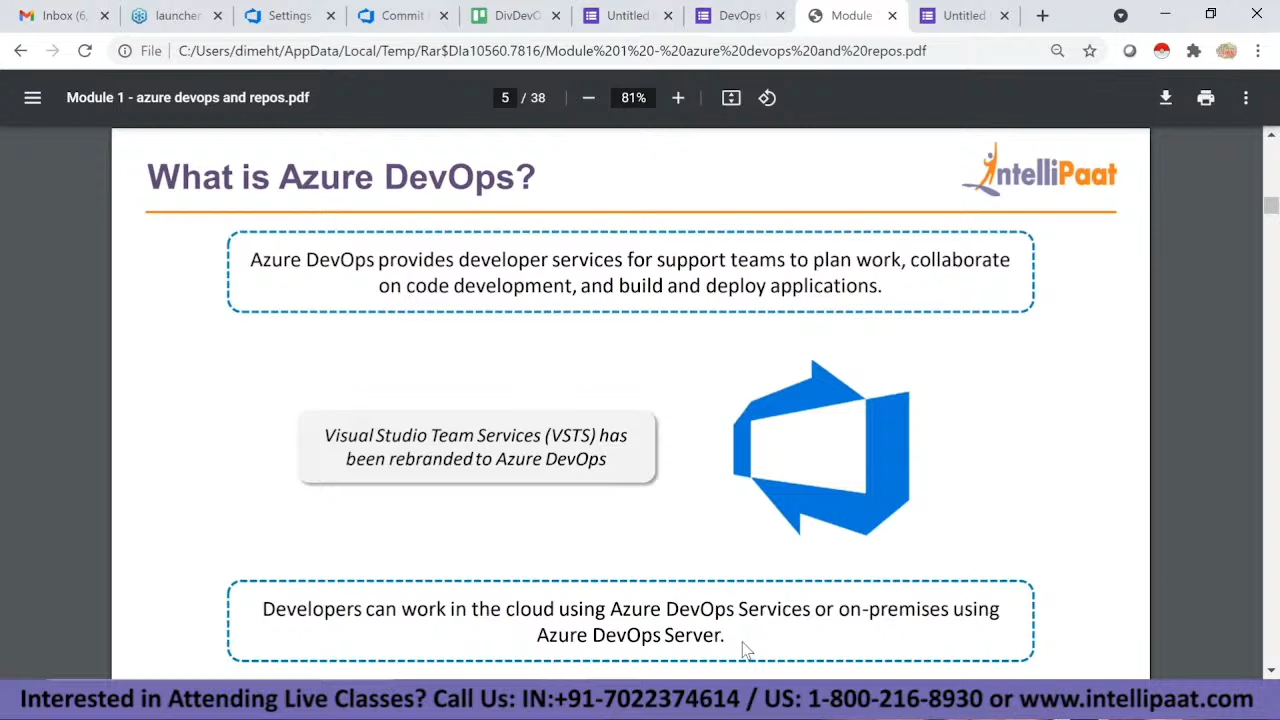 Inbox (6,
launcher
Settings
Commit
DivDevC
Untitled
DevOps
Module
Untitled
File
C:/Users/dimeht/AppData/Local/Temp/Rar$DIa10560.7816/Module%201%20-%20azure%20devops%20and%20repos.pdf
Module 1 - azure devops and repos.pdf
5 / 38
81%
What is Azure DevOps?
IntelliPaat
Azure DevOps provides developer services for support teams to plan work, collaborate
on code development, and build and deploy applications.
Visual Studio Team Services (VSTS) has
been rebranded to Azure DevOps
Developers can work in the cloud using Azure DevOps Services or on-premises using
Azure DevOps Server.
Interested in Attending Live Classes? Call Us: IN:+91-7022374614 / US: 1-800-216-8930 or www.intellipaat.com